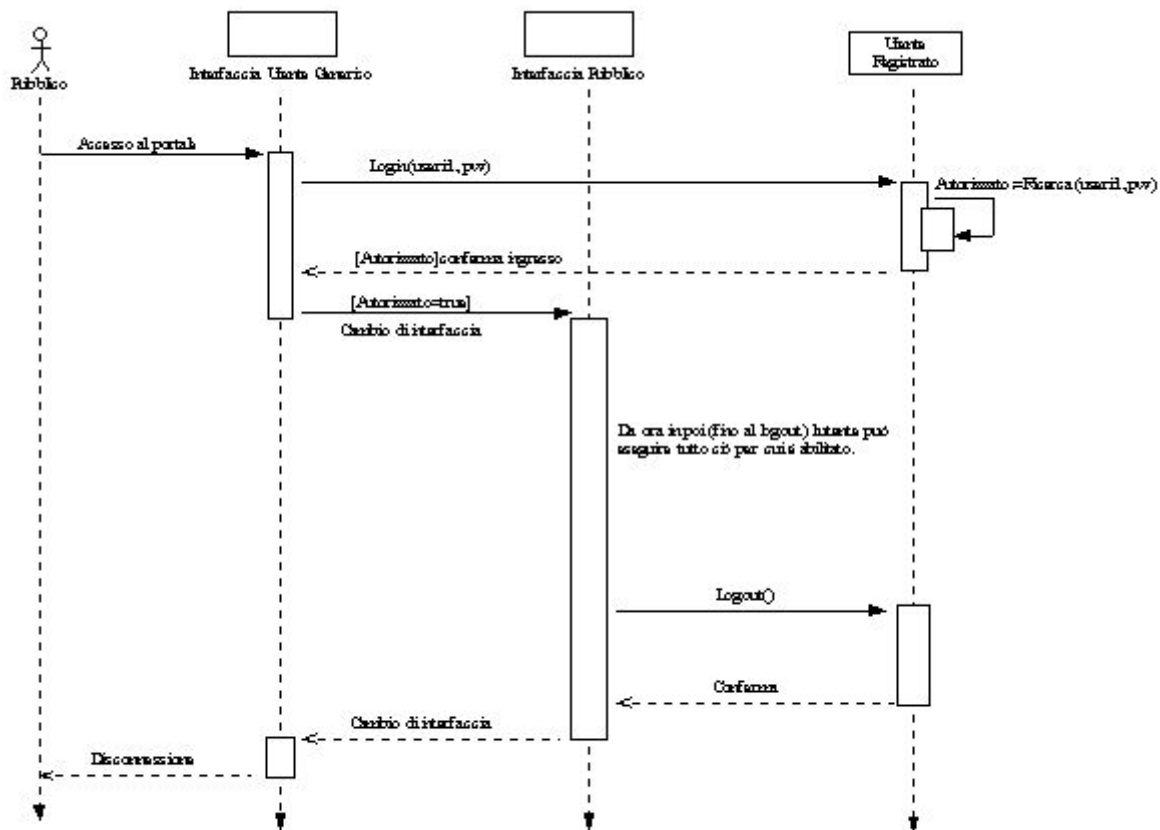 Pubblico
Interfaccia Utente Generico
Interfaccia Pubblico
Utente
Registrato
Accesso al portale
Login(userid, pw)
Autorizzato = Ricerca (userid, pw)
[Autorizzato]conferma ingresso
[Autorizzato=true]
Cambio di interfaccia
Da ora in poi (fino al logout) l'utente può
eseguire tutto ciò per cui è abilitato.
Logout()
Conferma
Cambio di interfaccia
Disconnessione